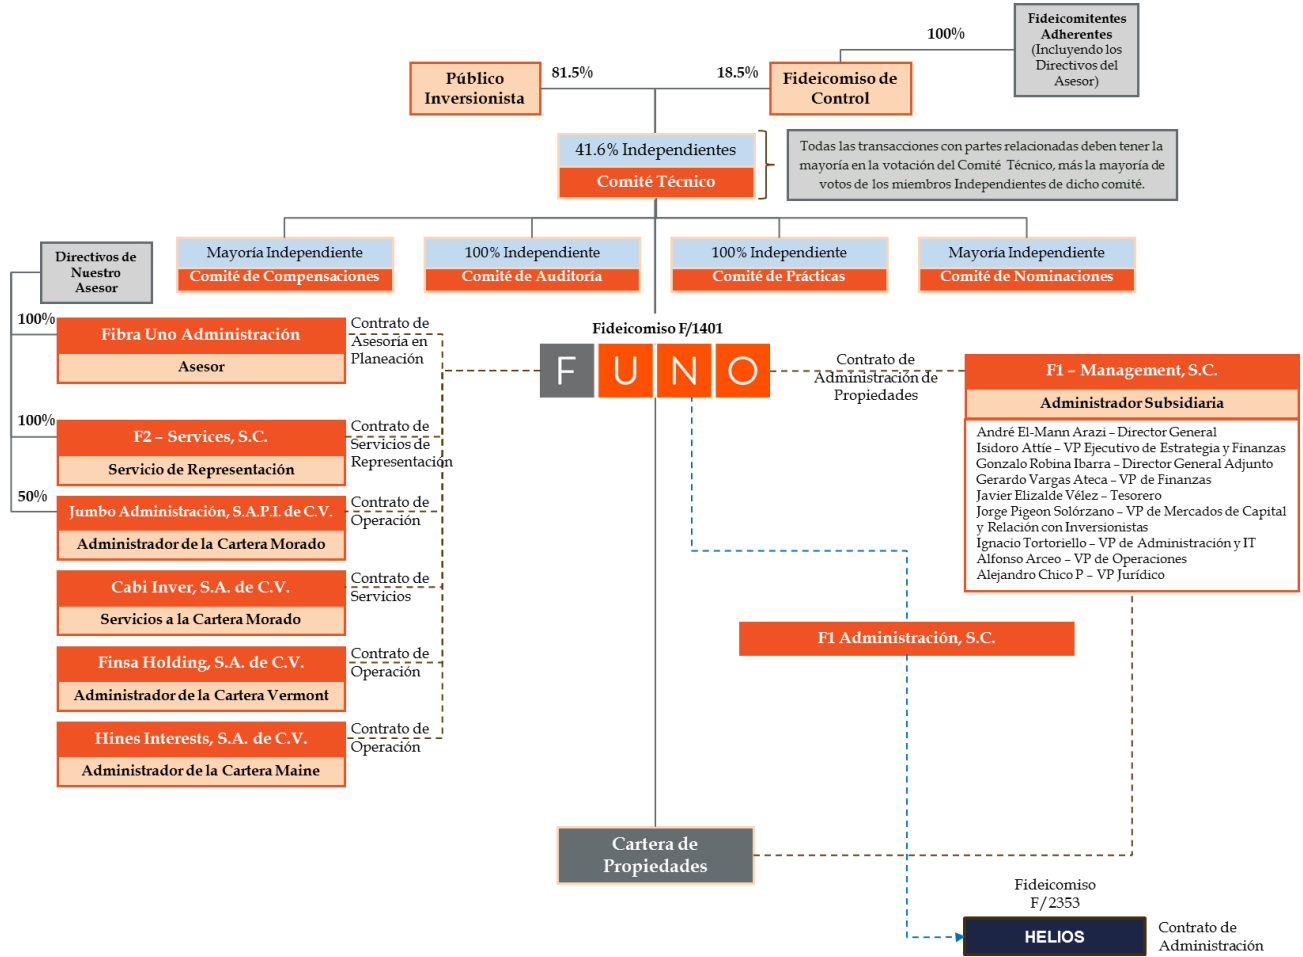 Fideicomitentes
Adherentes
(Incluyendo los
Directivos del
Asesor)
100%
Público
Inversionista
81.5%
18.5%
Fideicomiso de
Control
41.6% Independientes
Comité Técnico
Todas las transacciones con partes relacionadas deben tener la
mayoría en la votación del Comité Técnico, más la mayoría de
votos de los miembros Independientes de dicho comité.
Mayoría Independiente
Comité de Compensaciones
100% Independiente
Comité de Auditoría
100% Independiente
Comité de Prácticas
Mayoría Independiente
Comité de Nominaciones
Directivos de
Nuestro
Asesor
100%
Fibra Uno Administración
Asesor
Contrato de
Asesoría en
Planeación
100%
F2 – Services, S.C.
Servicio de Representación
Contrato de
Servicios de
Representación
50%
Jumbo Administración, S.A.P.I. de C.V.
Administrador de la Cartera Morado
Contrato de
Operación
Cabi Inver, S.A. de C.V.
Servicios a la Cartera Morado
Contrato de
Servicios
Finsa Holding, S.A. de C.V.
Administrador de la Cartera Vermont
Contrato de
Operación
Hines Interests, S.A. de C.V.
Administrador de la Cartera Maine
Contrato de
Operación
Fideicomiso F/1401
FUNO
Contrato de
Administración de
Propiedades
F1 – Management, S.C.
Administrador Subsidiaria
André El-Mann Arazi – Director General
Isidoro Attíe – VP Ejecutivo de Estrategia y Finanzas
Gonzalo Robina Ibarra – Director General Adjunto
Gerardo Vargas Ateca – VP de Finanzas
Javier Elizalde Vélez – Tesorero
Jorge Pigeon Solórzano – VP de Mercados de Capital
y Relación con Inversionistas
Ignacio Tortoriello – VP de Administración y IT
Alfonso Arceo – VP de Operaciones
Alejandro Chico P – VP Jurídico
F1 Administración, S.C.
Cartera de
Propiedades
Fideicomiso
F/2353
HELIOS
Contrato de
Administración